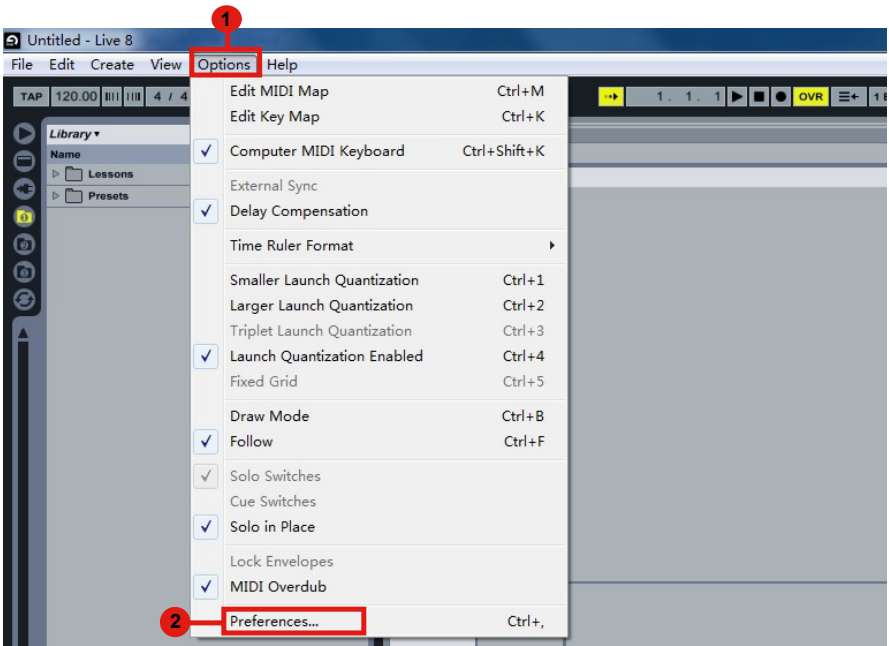 1
Untitled - Live 8
File Edit Create View Options Help
TAP 120.00 4 / 4
1. 1. 1 OVR
Library
Name
Lessons
Presets
Edit MIDI Map Ctrl+M
Edit Key Map Ctrl+K
Computer MIDI Keyboard Ctrl+Shift+K
External Sync
Delay Compensation
Time Ruler Format
Smaller Launch Quantization Ctrl+1
Larger Launch Quantization Ctrl+2
Triplet Launch Quantization Ctrl+3
Launch Quantization Enabled Ctrl+4
Fixed Grid Ctrl+5
Draw Mode Ctrl+B
Follow Ctrl+F
Solo Switches
Cue Switches
Solo in Place
Lock Envelopes
MIDI Overdub
2 Preferences... Ctrl+,